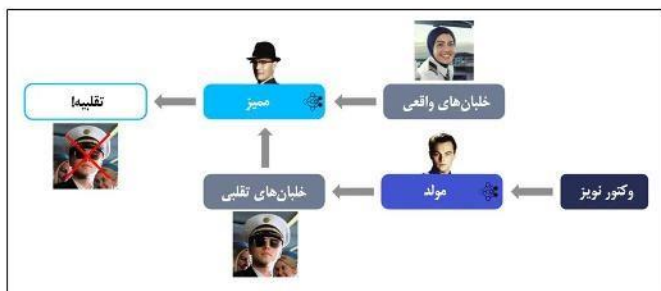 خلبان‌های واقعی
ممیز
تقلبیه!
وکتور نویز
مولد
خلبان‌های تقلبی